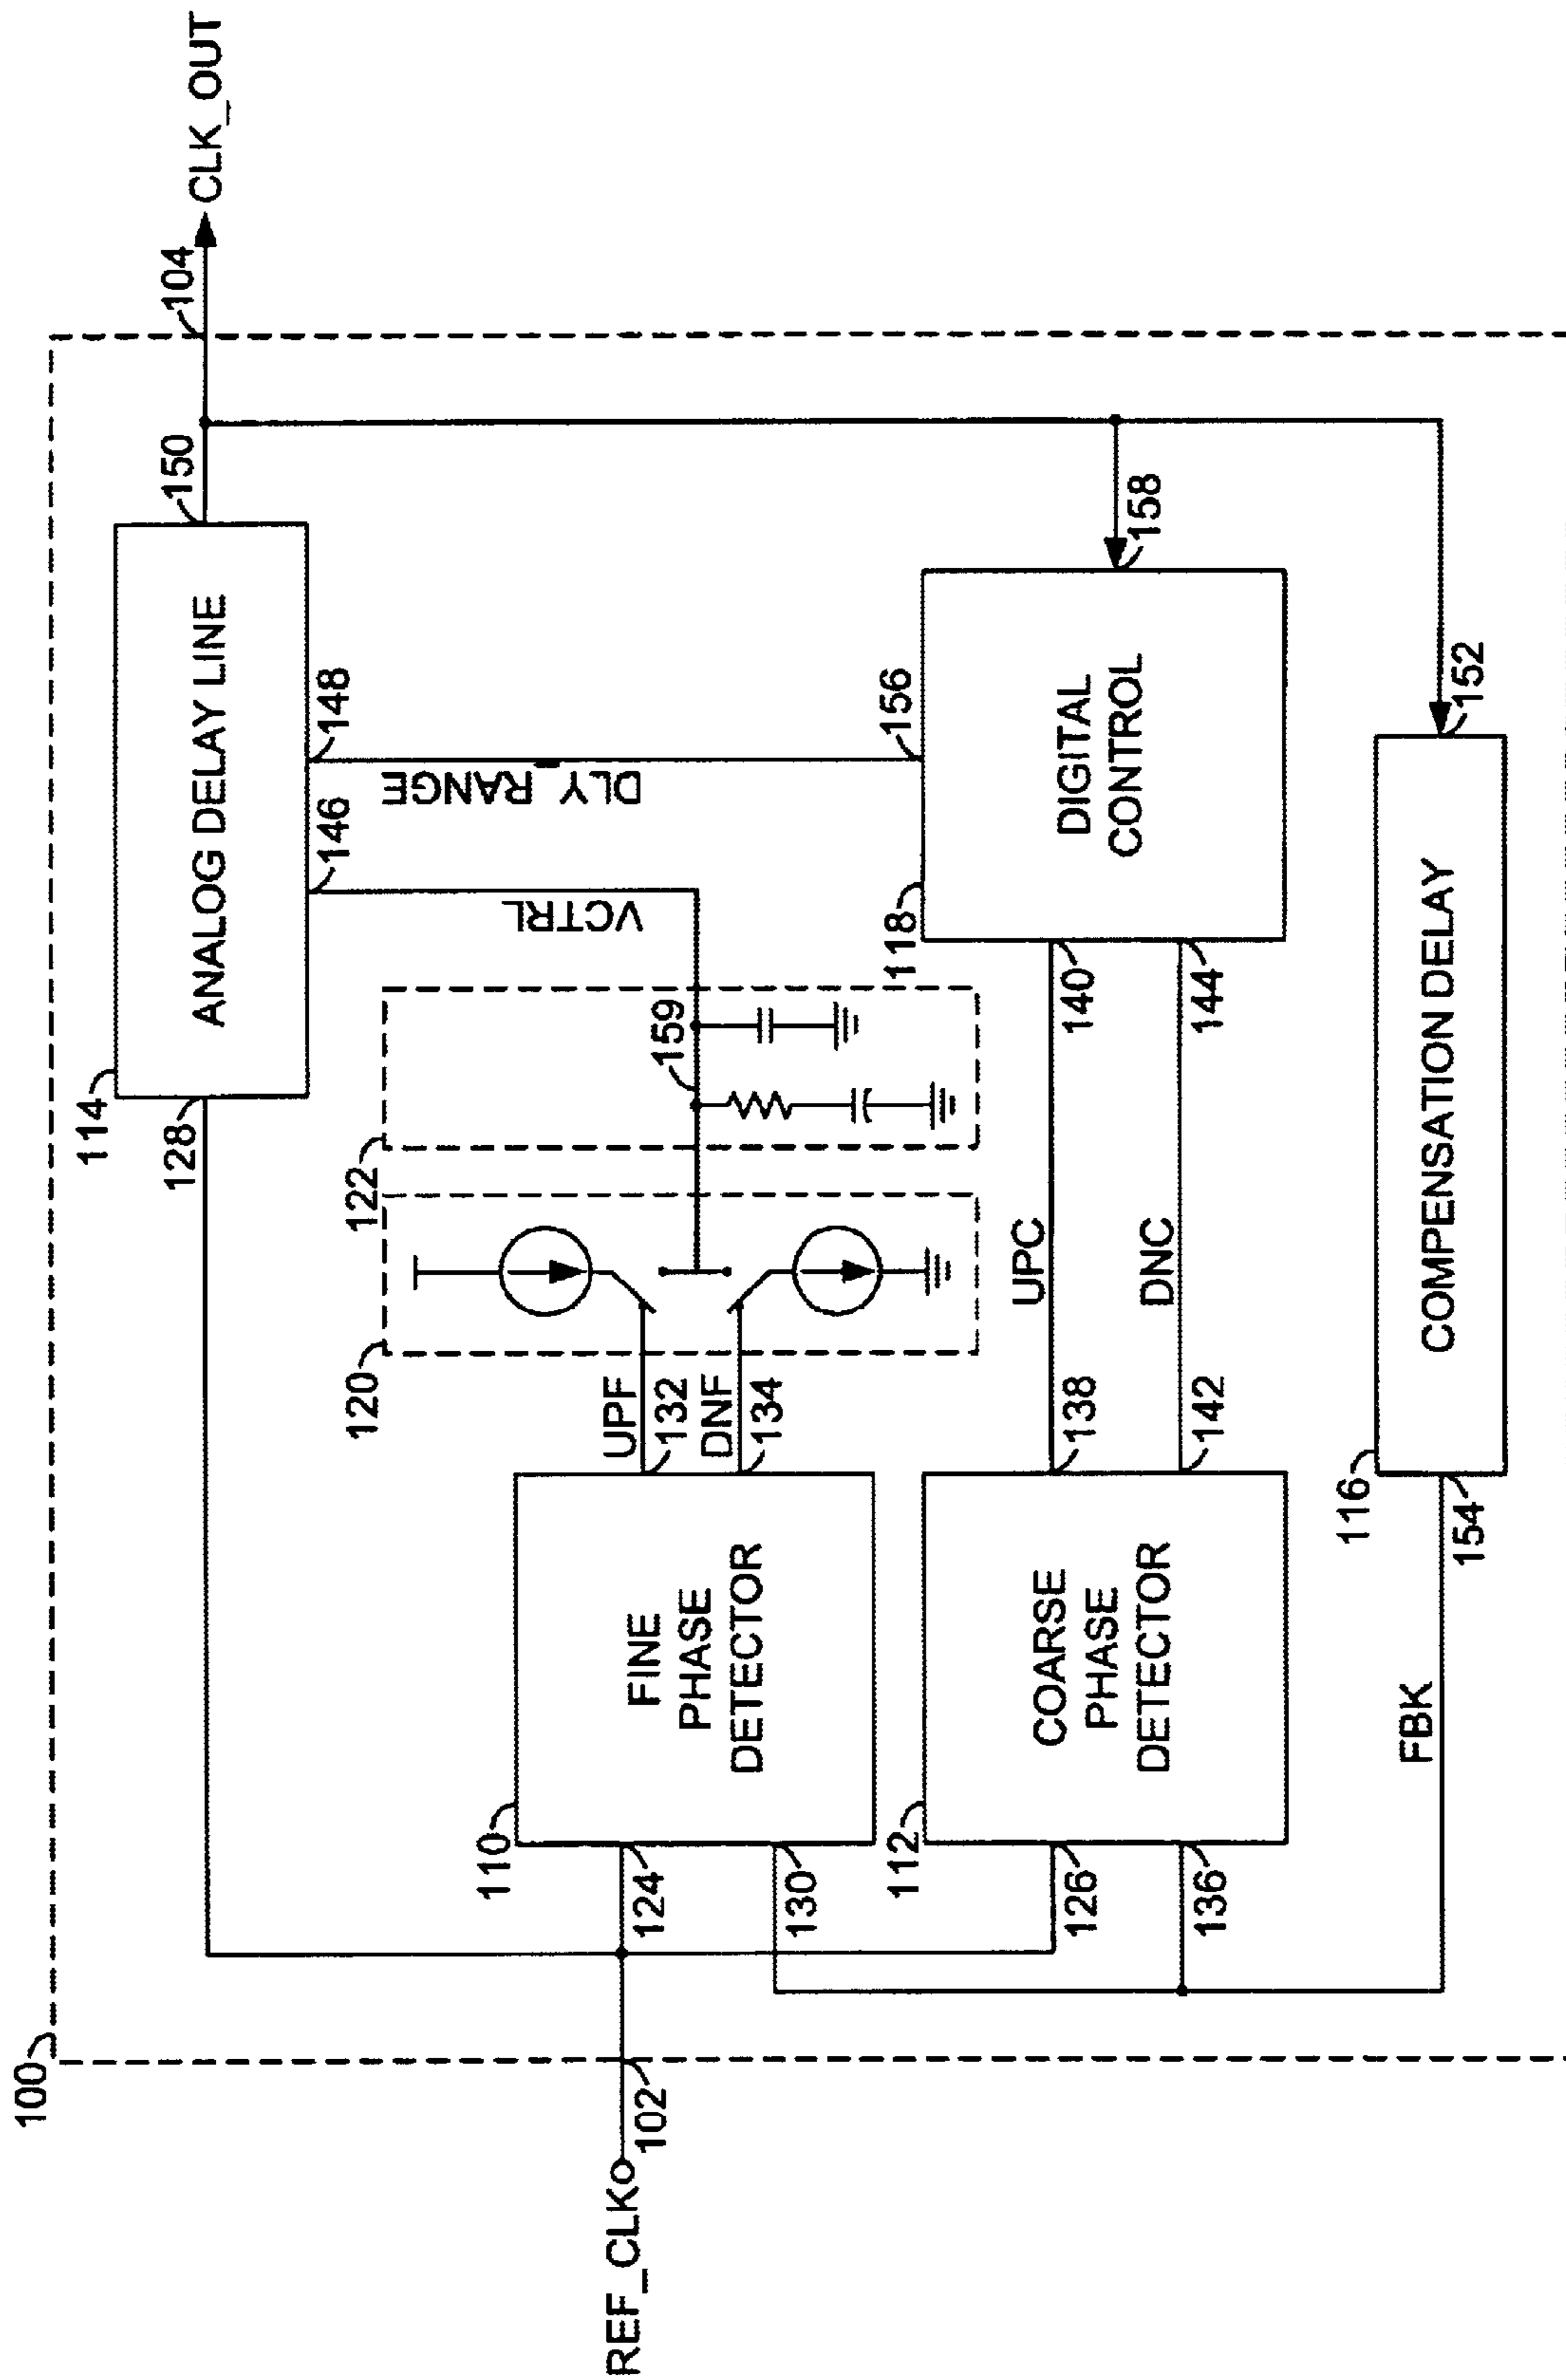 100
REF_CLK
102
104
CLK_OUT
114
128
ANALOG DELAY LINE
150
146
148
VCTRL
DLY_RANGE
120
122
159
110
124
130
FINE
PHASE
DETECTOR
UPF
132
DNF
134
112
126
136
COARSE
PHASE
DETECTOR
138
UPC
140
142
DNC
144
118
156
DIGITAL
CONTROL
158
116
154
FBK
COMPENSATION DELAY
152